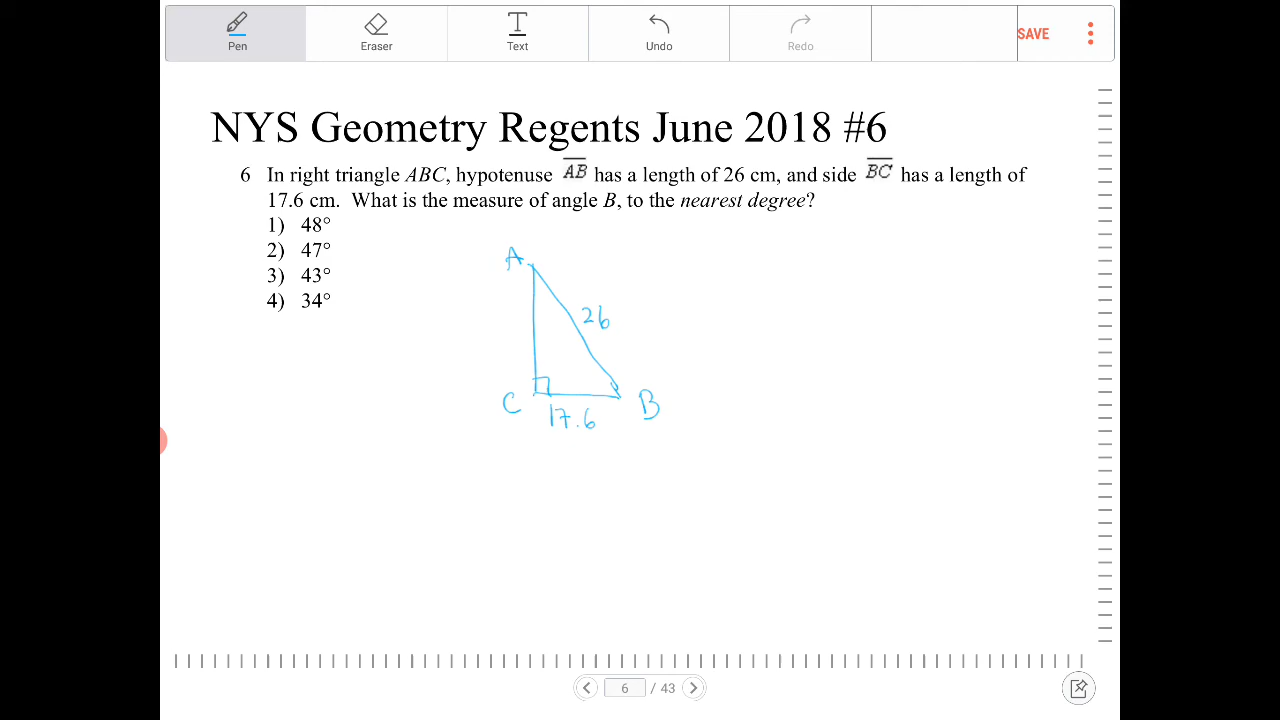 Pen Eraser Text Undo Redo SAVE
NYS Geometry Regents June 2018 #6
6 In right triangle ABC, hypotenuse A̅B̅ has a length of 26 cm, and side B̅C̅ has a length of
17.6 cm. What is the measure of angle B, to the nearest degree?
1) 48°
2) 47°
3) 43°
4) 34°
A
26
C
B
17.6
6 / 43